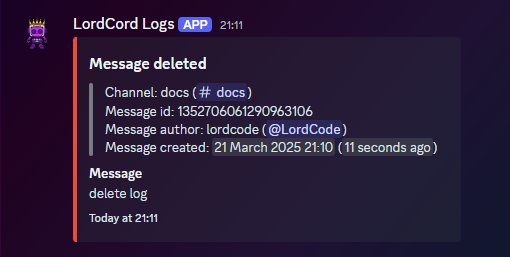 LordCord Logs APP 21:11
Message deleted
Channel: docs (# docs)
Message id: 1352706061290963106
Message author: lordcode (@LordCode)
Message created: 21 March 2025 21:10 (11 seconds ago)
Message
delete log
Today at 21:11